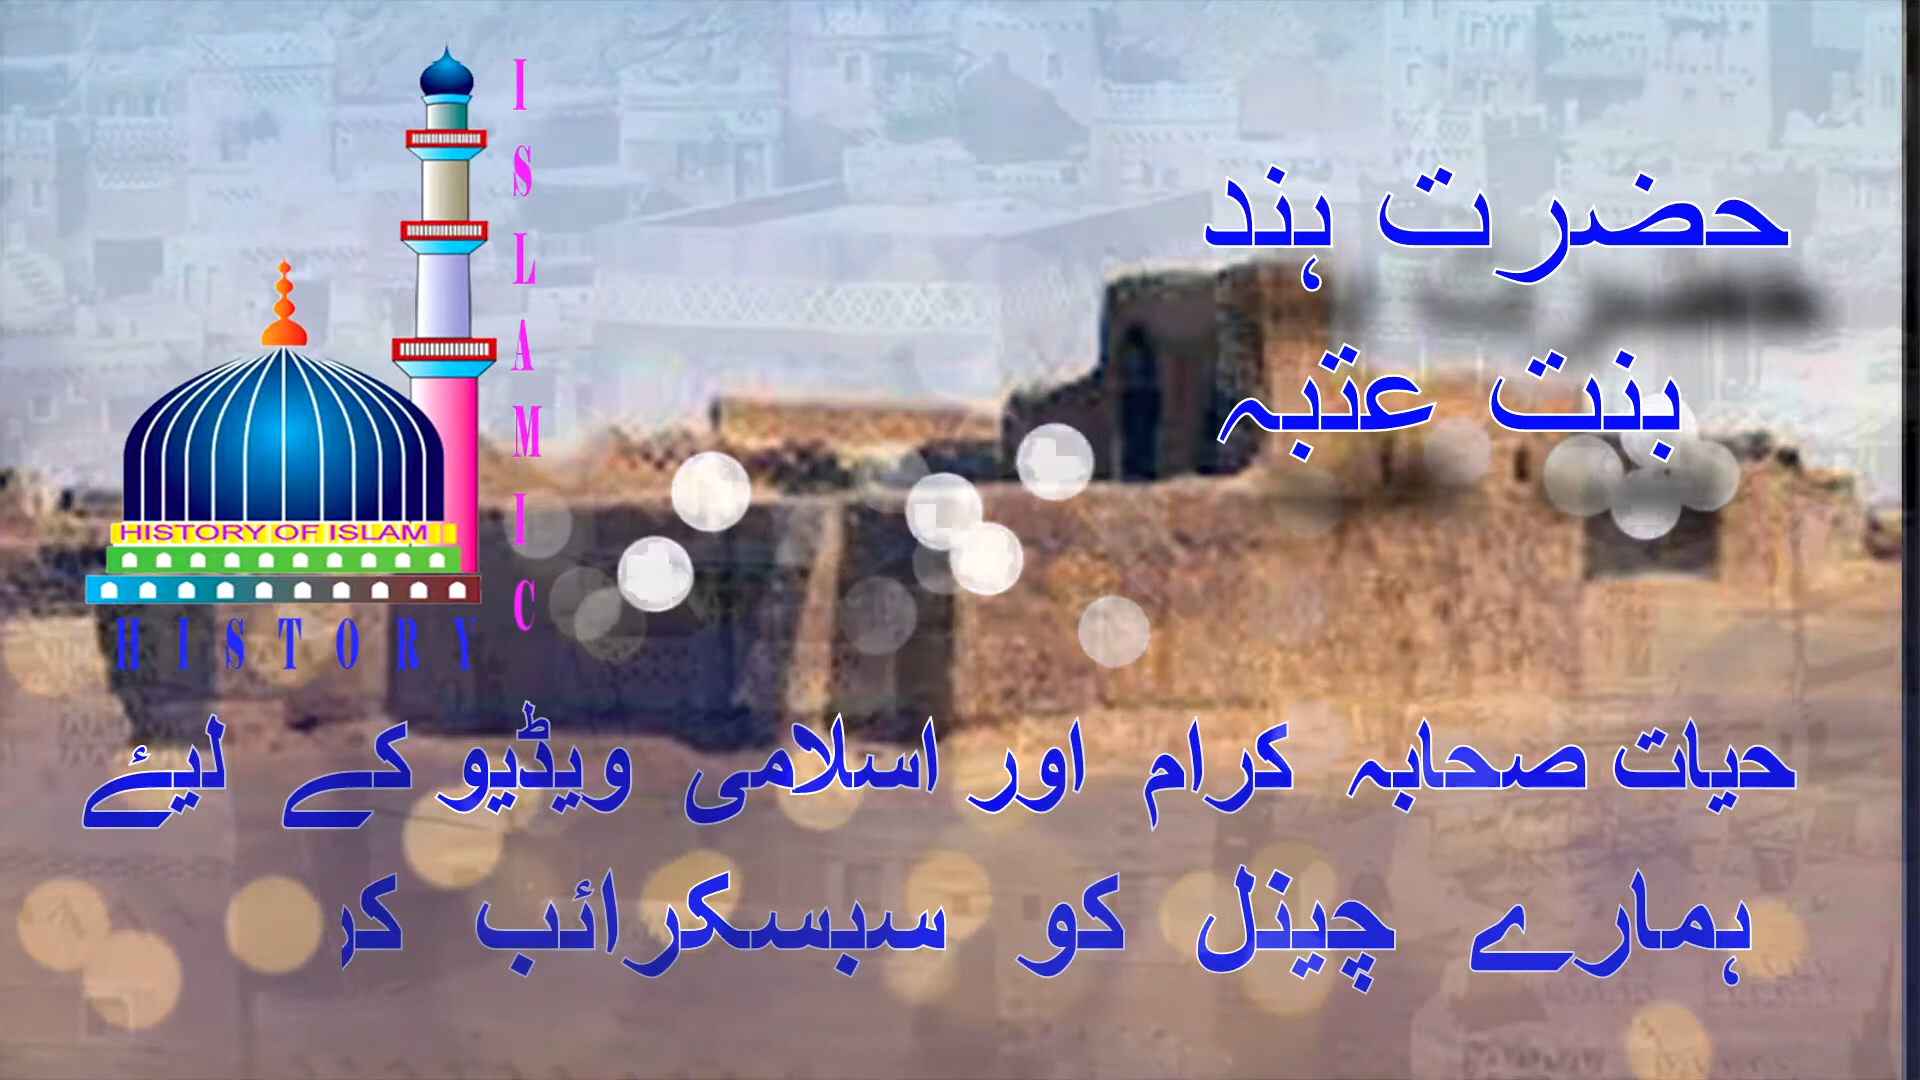 حضرت ہند
بنت عتبہ
ISLAMIC
HISTORY OF ISLAM
HISTORY
حیات صحابہ کرام اور اسلامی ویڈیو کے لیئے
ہمارے چینل کو سبسکرائب کر